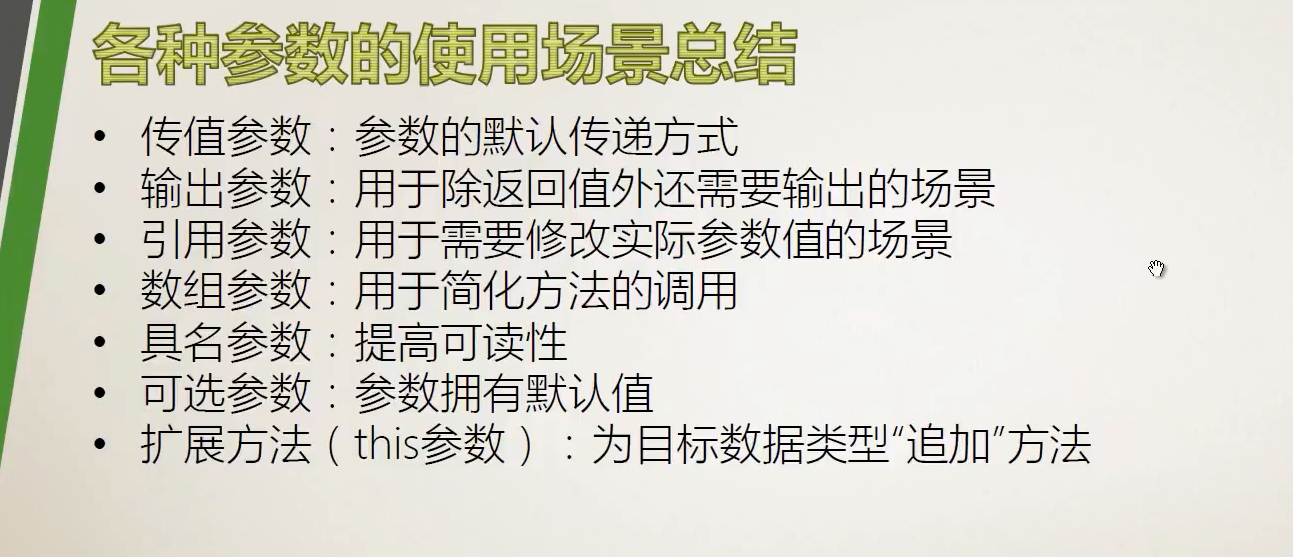 各种参数的使用场景总结
• 传值参数：参数的默认传递方式
• 输出参数：用于除返回值外还需要输出的场景
• 引用参数：用于需要修改实际参数值的场景
• 数组参数：用于简化方法的调用
• 具名参数：提高可读性
• 可选参数：参数拥有默认值
• 扩展方法（this参数）：为目标数据类型“追加”方法